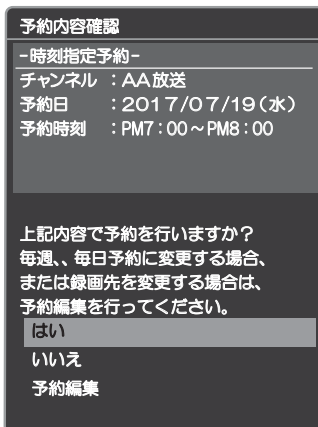 予約内容確認
-時刻指定予約-
チャンネル ：AA放送
予約日 ：2017/07/19(水)
予約時刻 ：PM7：00～PM8：00
上記内容で予約を行いますか？
毎週、、毎日予約に変更する場合、
または録画先を変更する場合は、
予約編集を行ってください。
はい
いいえ
予約編集